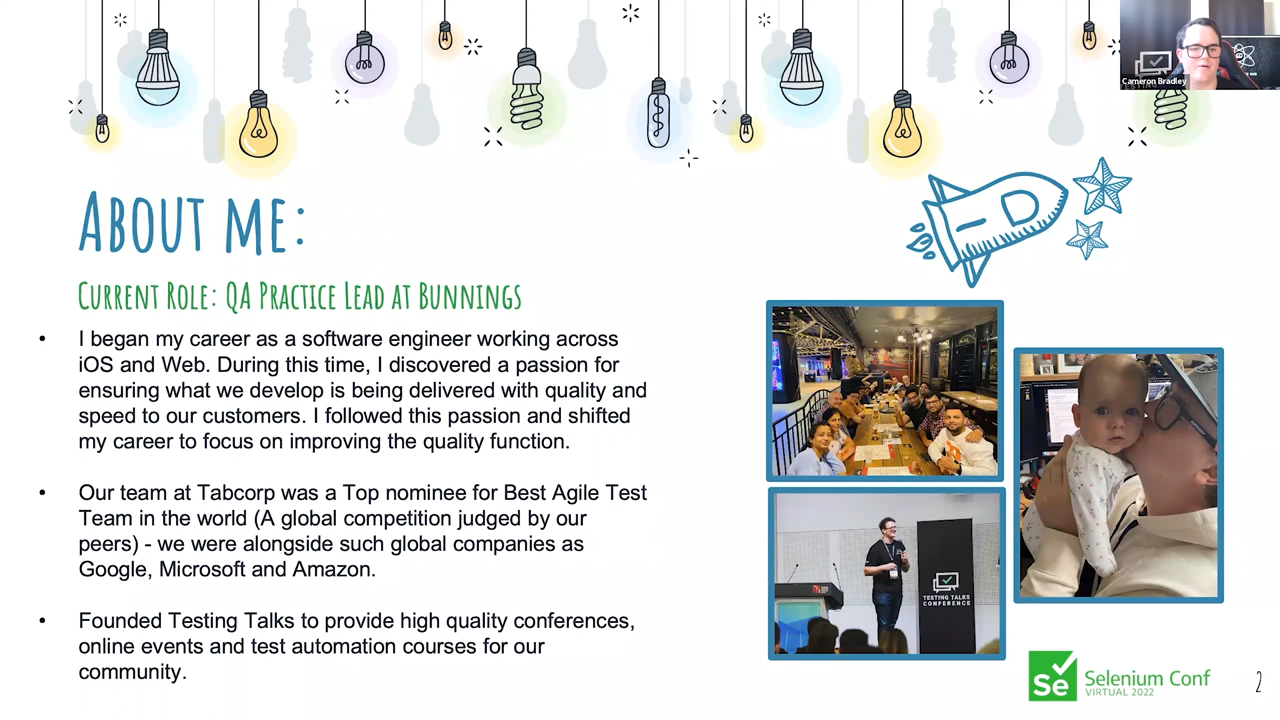 Cameron Bradley
About me:
Current Role: QA Practice Lead at Bunnings
• I began my career as a software engineer working across
iOS and Web. During this time, I discovered a passion for
ensuring what we develop is being delivered with quality and
speed to our customers. I followed this passion and shifted
my career to focus on improving the quality function.
• Our team at Tabcorp was a Top nominee for Best Agile Test
Team in the world (A global competition judged by our
peers) - we were alongside such global companies as
Google, Microsoft and Amazon.
• Founded Testing Talks to provide high quality conferences,
online events and test automation courses for our
community.
TESTING TALKS
CONFERENCE
Se
Selenium Conf
VIRTUAL 2022
2